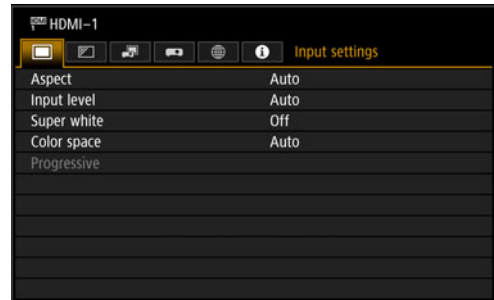 HDMI–1
Input settings
Aspect Auto
Input level Auto
Super white Off
Color space Auto
Progressive